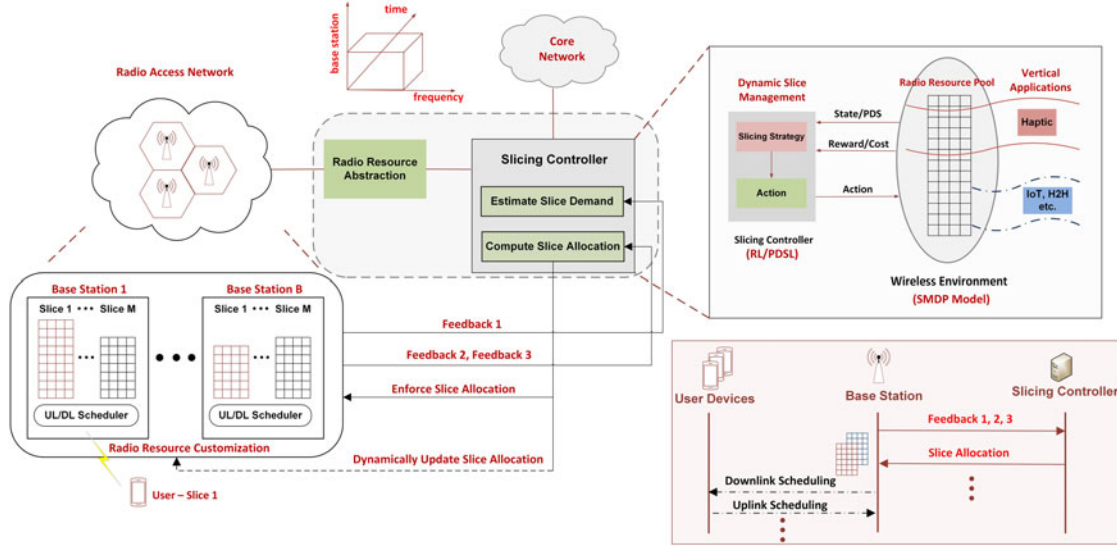 Radio Access Network
base station
time
frequency
Core
Network
Radio Resource
Abstraction
Slicing Controller
Estimate Slice Demand
Compute Slice Allocation
Dynamic Slice
Management
Slicing Strategy
Action
Slicing Controller
(RL/PDSL)
State/PDS
Reward/Cost
Action
Radio Resource Pool
Vertical
Applications
Haptic
IoT, H2H
etc.
Wireless Environment
(SMDP Model)
Base Station 1
Slice 1 ••• Slice M
•••
UL/DL Scheduler
•••
Base Station B
Slice 1 ••• Slice M
•••
UL/DL Scheduler
Radio Resource Customization
User – Slice 1
Feedback 1
Feedback 2, Feedback 3
Enforce Slice Allocation
Dynamically Update Slice Allocation
User Devices
Base Station
Slicing Controller
Feedback 1, 2, 3
Slice Allocation
Downlink Scheduling
Uplink Scheduling